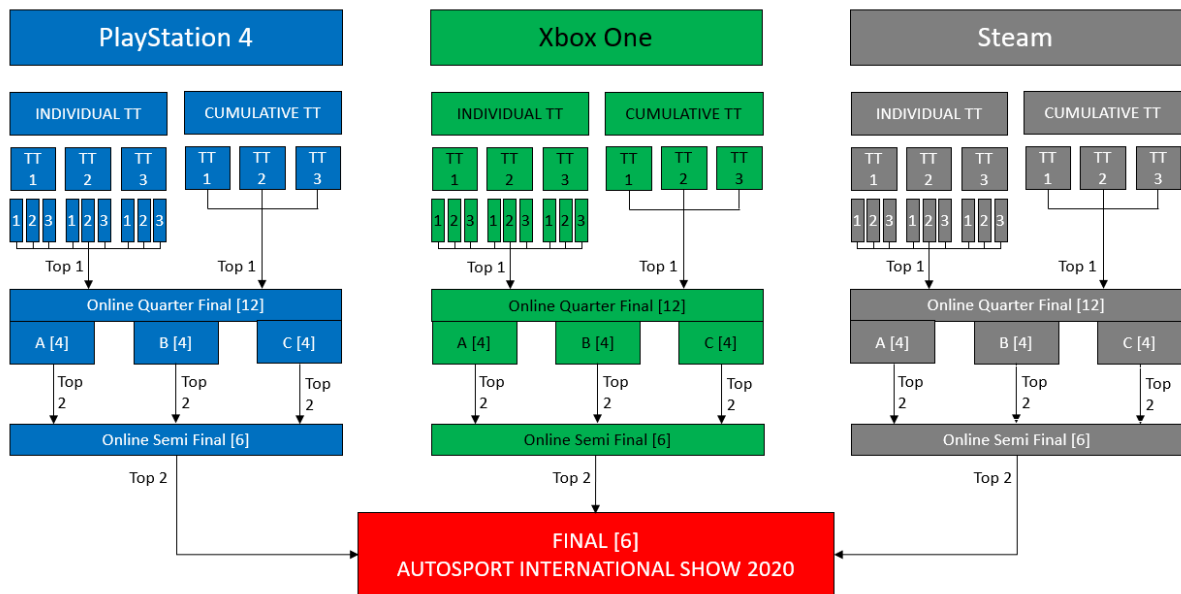 PlayStation 4
Xbox One
Steam
INDIVIDUAL TT
CUMULATIVE TT
INDIVIDUAL TT
CUMULATIVE TT
INDIVIDUAL TT
CUMULATIVE TT
TT
1
TT
2
TT
3
TT
1
TT
2
TT
3
TT
1
TT
2
TT
3
TT
1
TT
2
TT
3
TT
1
TT
2
TT
3
TT
1
TT
2
TT
3
1 2 3 1 2 3 1 2 3
1 2 3 1 2 3 1 2 3
1 2 3 1 2 3 1 2 3
Top 1
Top 1
Top 1
Top 1
Top 1
Top 1
Online Quarter Final [12]
Online Quarter Final [12]
Online Quarter Final [12]
A [4]
B [4]
C [4]
A [4]
B [4]
C [4]
A [4]
B [4]
C [4]
Top
2
Top
2
Top
2
Top
2
Top
2
Top
2
Top
2
Top
2
Top
2
Online Semi Final [6]
Online Semi Final [6]
Online Semi Final [6]
Top 2
Top 2
Top 2
FINAL [6]
AUTOSPORT INTERNATIONAL SHOW 2020